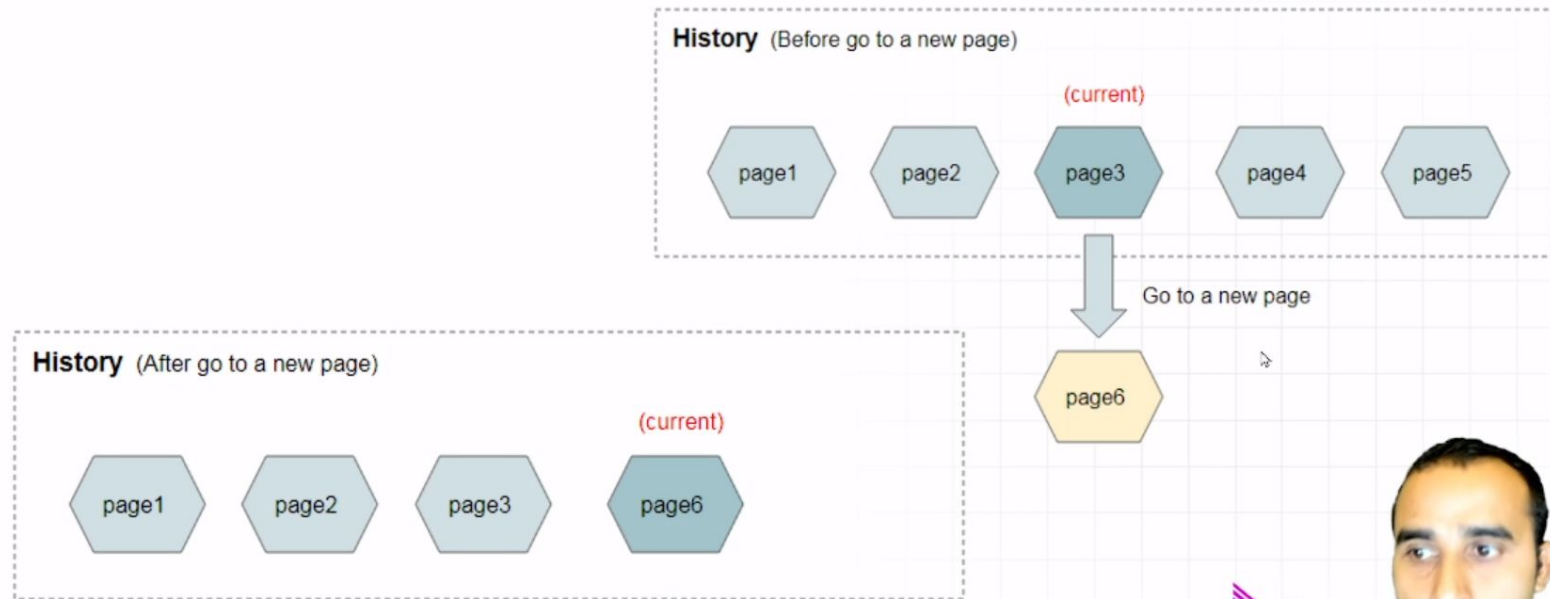 History (Before go to a new page)
(current)
page1 page2 page3 page4 page5
Go to a new page
page6
History (After go to a new page)
(current)
page1 page2 page3 page6